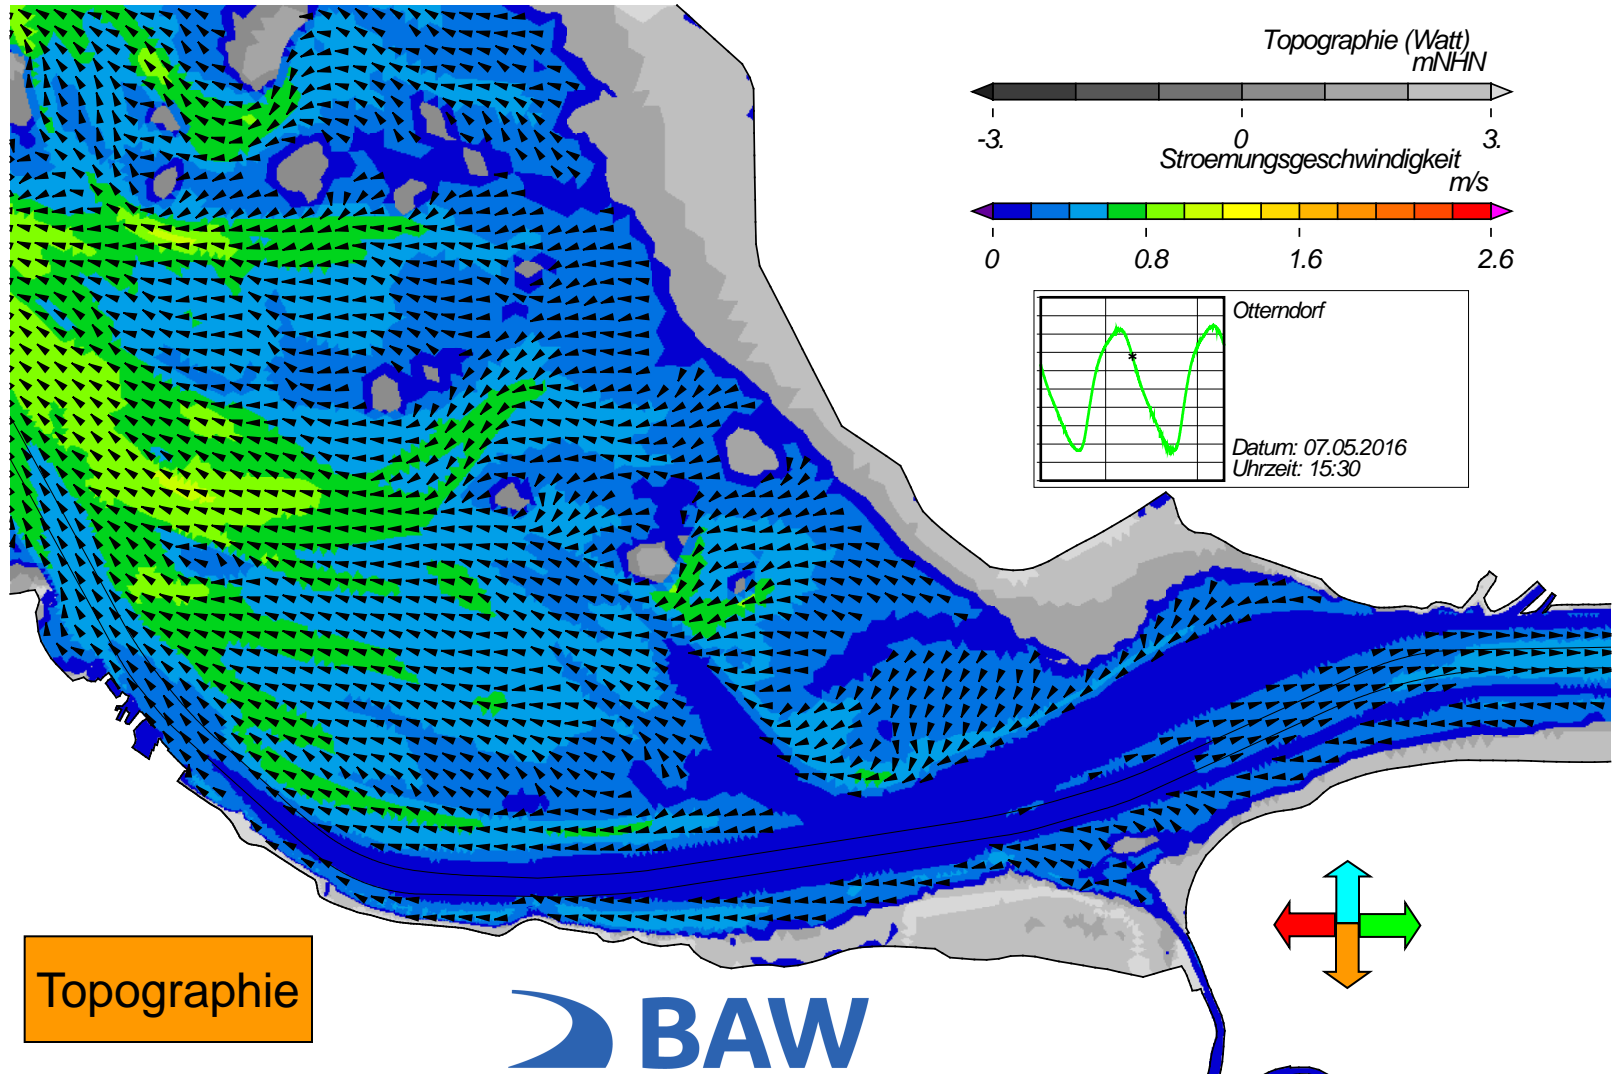 Topographie (Watt)
mNHN
-3. 0 3.
Stroemungsgeschwindigkeit
m/s
0 0.8 1.6 2.6
Otterndorf
Datum: 07.05.2016
Uhrzeit: 15:30
Topographie
BAW